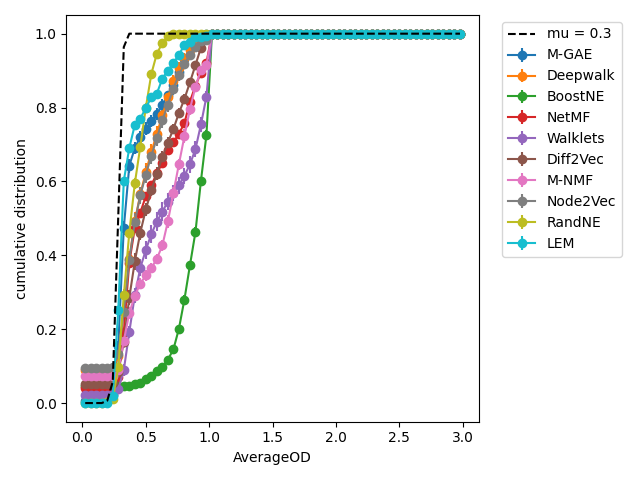 1.0
0.8
0.6
0.4
0.2
0.0
cumulative distribution
0.0 0.5 1.0 1.5 2.0 2.5 3.0
AverageOD
mu = 0.3
M-GAE
Deepwalk
BoostNE
NetMF
Walklets
Diff2Vec
M-NMF
Node2Vec
RandNE
LEM